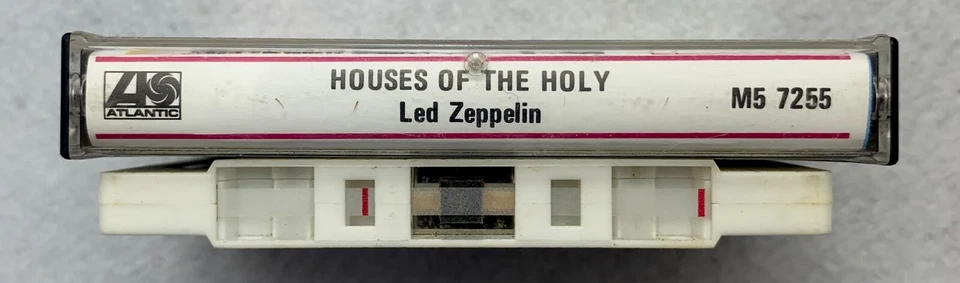 ATLANTIC
HOUSES OF THE HOLY
Led Zeppelin
M5 7255